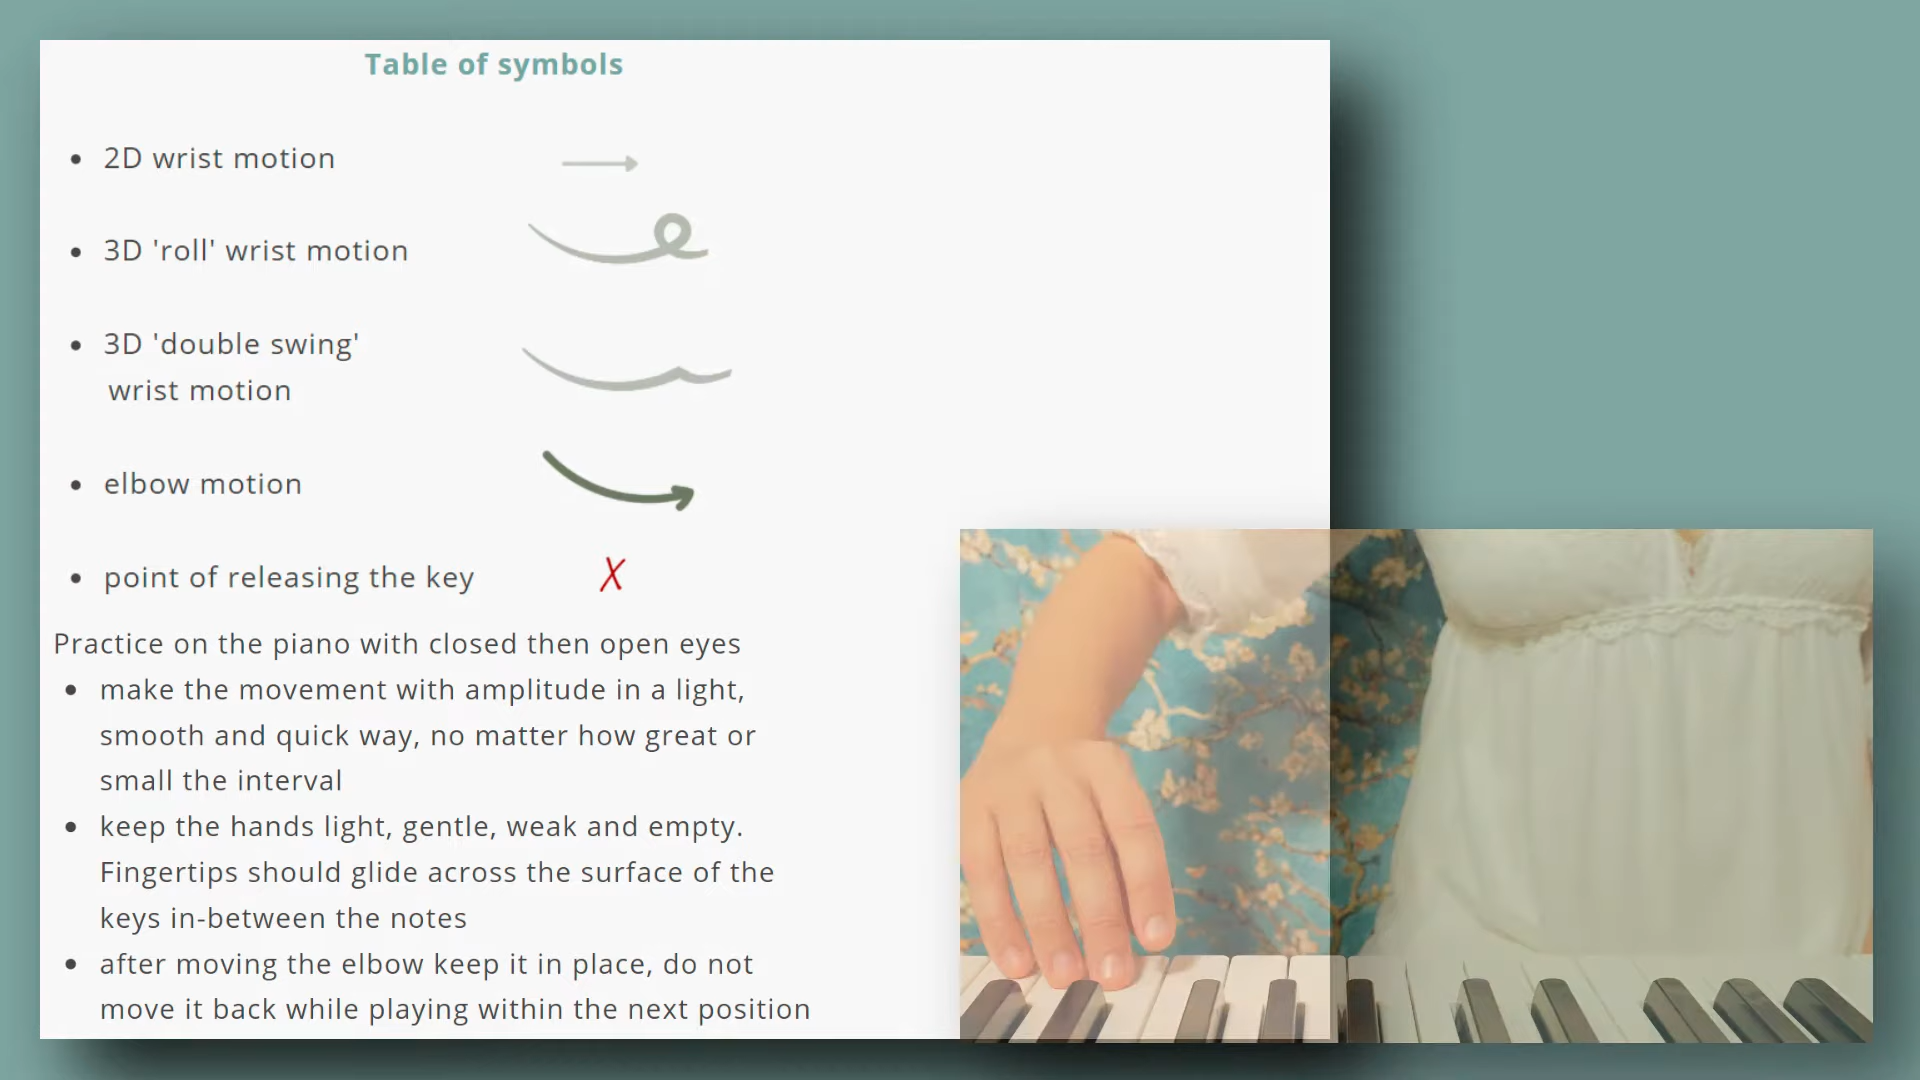 Table of symbols
• 2D wrist motion
• 3D 'roll' wrist motion
• 3D 'double swing'
wrist motion
• elbow motion
• point of releasing the key
X
Practice on the piano with closed then open eyes
• make the movement with amplitude in a light,
smooth and quick way, no matter how great or
small the interval
• keep the hands light, gentle, weak and empty.
Fingertips should glide across the surface of the
keys in-between the notes
• after moving the elbow keep it in place, do not
move it back while playing within the next position